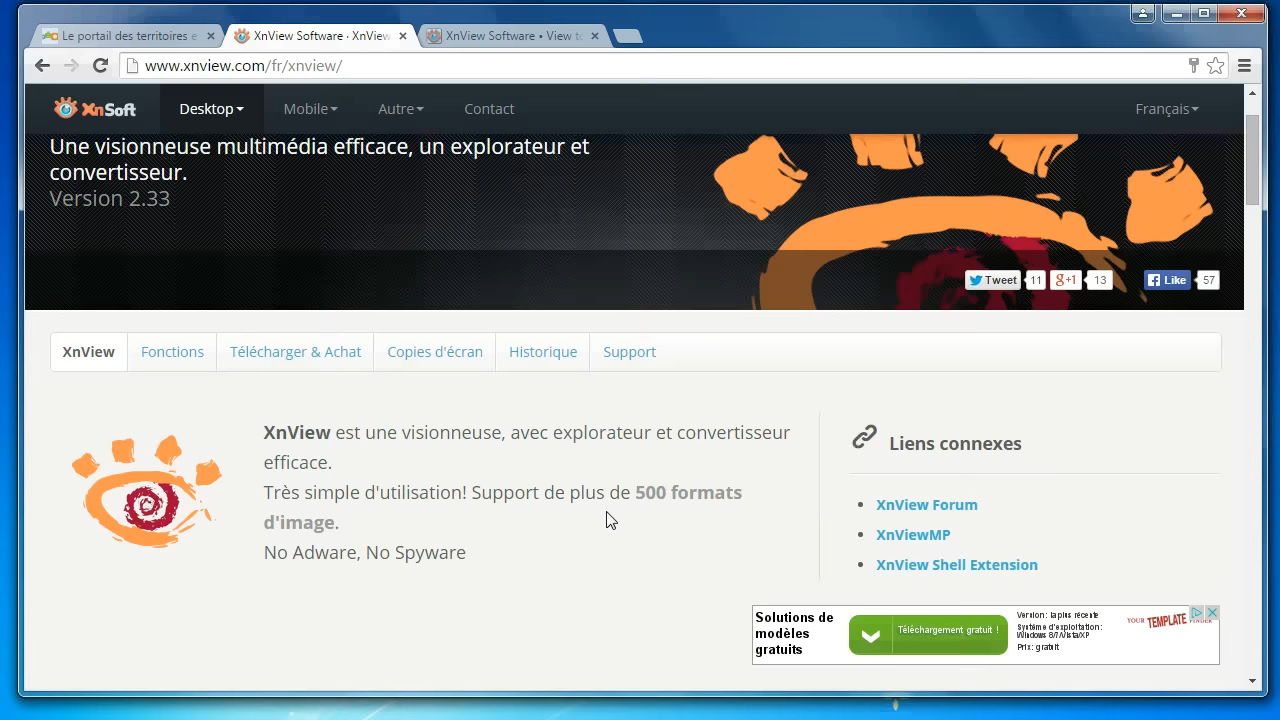 Le portail des territoires e
XnView Software · XnView
XnView Software • View to
www.xnview.com/fr/xnview/
XnSoft
Desktop
Mobile
Autre
Contact
Français
Une visionneuse multimédia efficace, un explorateur et
convertisseur.
Version 2.33
Tweet
11
g+1
13
Like
57
XnView
Fonctions
Télécharger & Achat
Copies d'écran
Historique
Support
XnView est une visionneuse, avec explorateur et convertisseur
efficace.
Très simple d'utilisation! Support de plus de 500 formats
d'image.
No Adware, No Spyware
Liens connexes
XnView Forum
XnViewMP
XnView Shell Extension
Solutions de
modèles
gratuits
Téléchargement gratuit !
Version : la plus récente
Système d'exploitation :
Windows 8/7/Vista/XP
Prix : gratuit
YOUR TEMPLATE FINDER